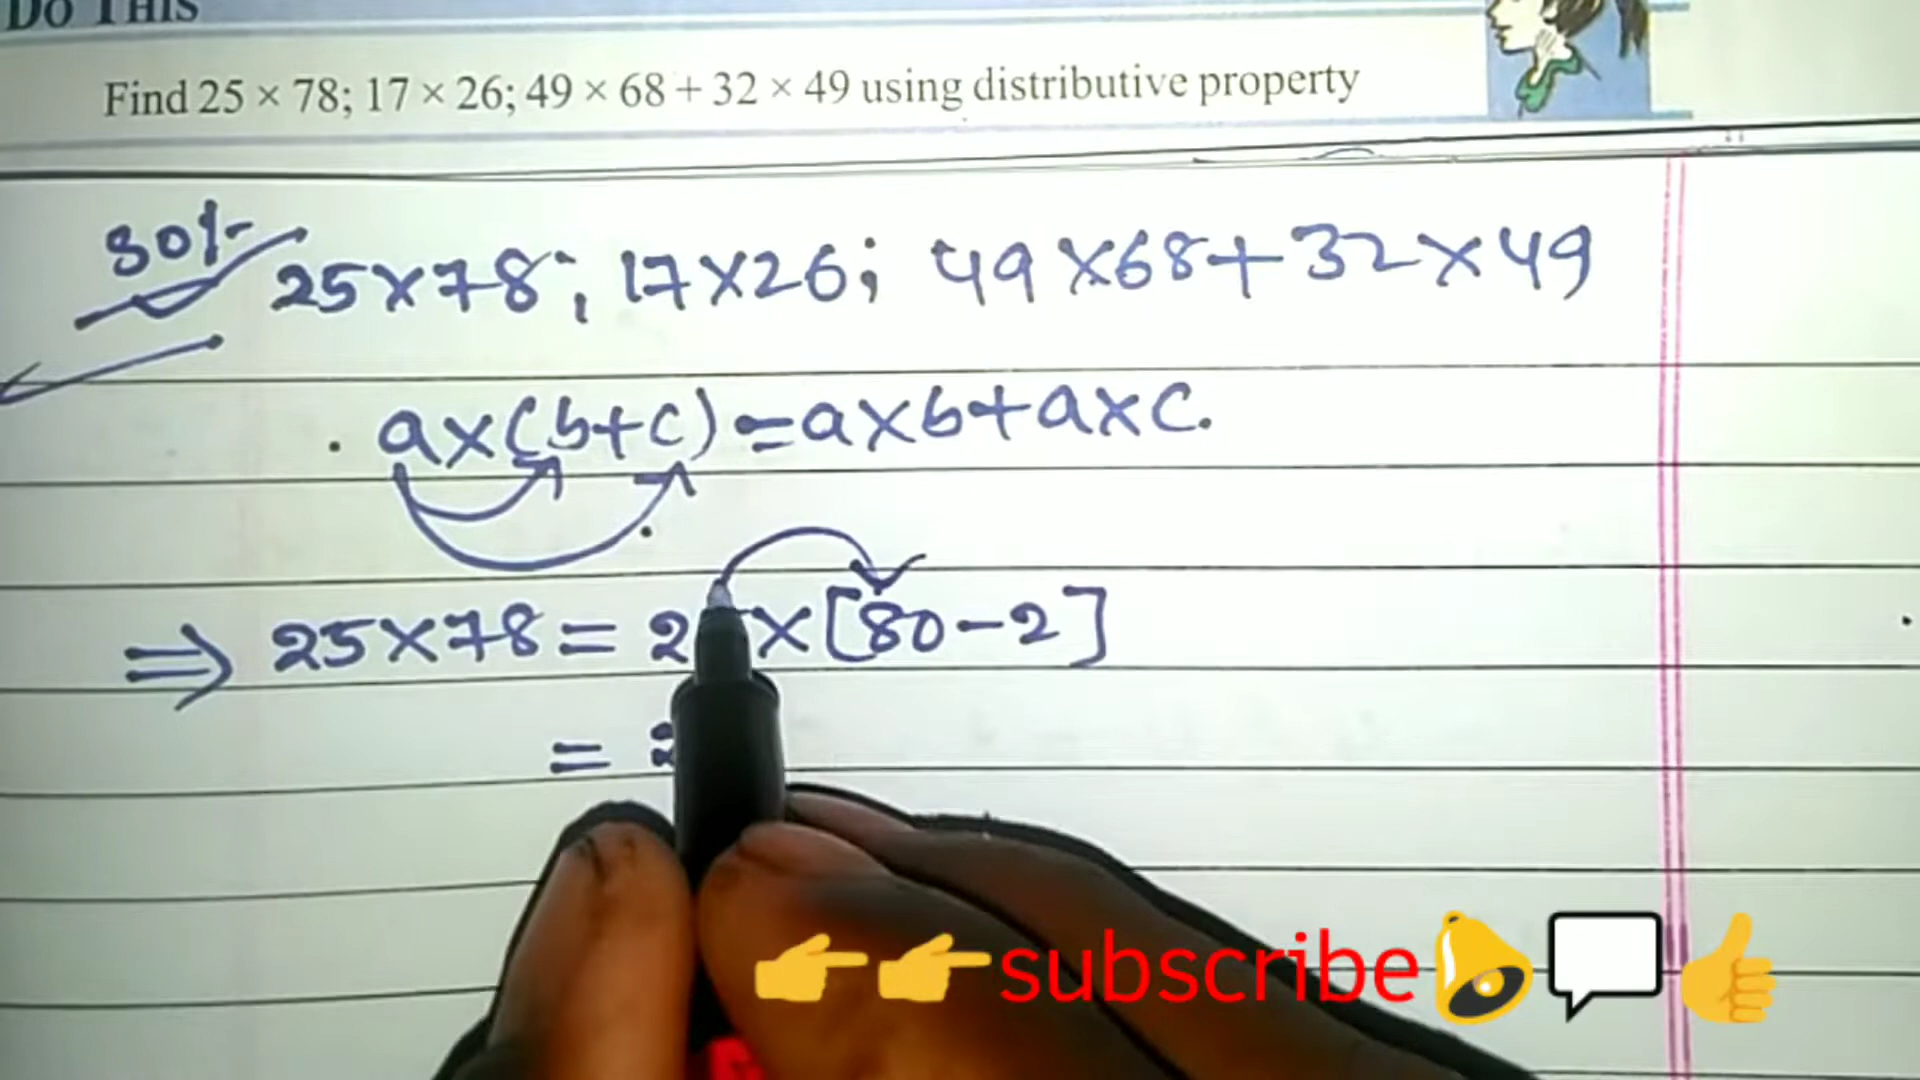 DO THIS
Find 25 × 78; 17 × 26; 49 × 68 + 32 × 49 using distributive property
Sol-
25×78; 17×26; 49×68+32×49
a×(b+c)=a×b+a×c.
⇒ 25×78= 2 ×[80-2]
=
subscribe